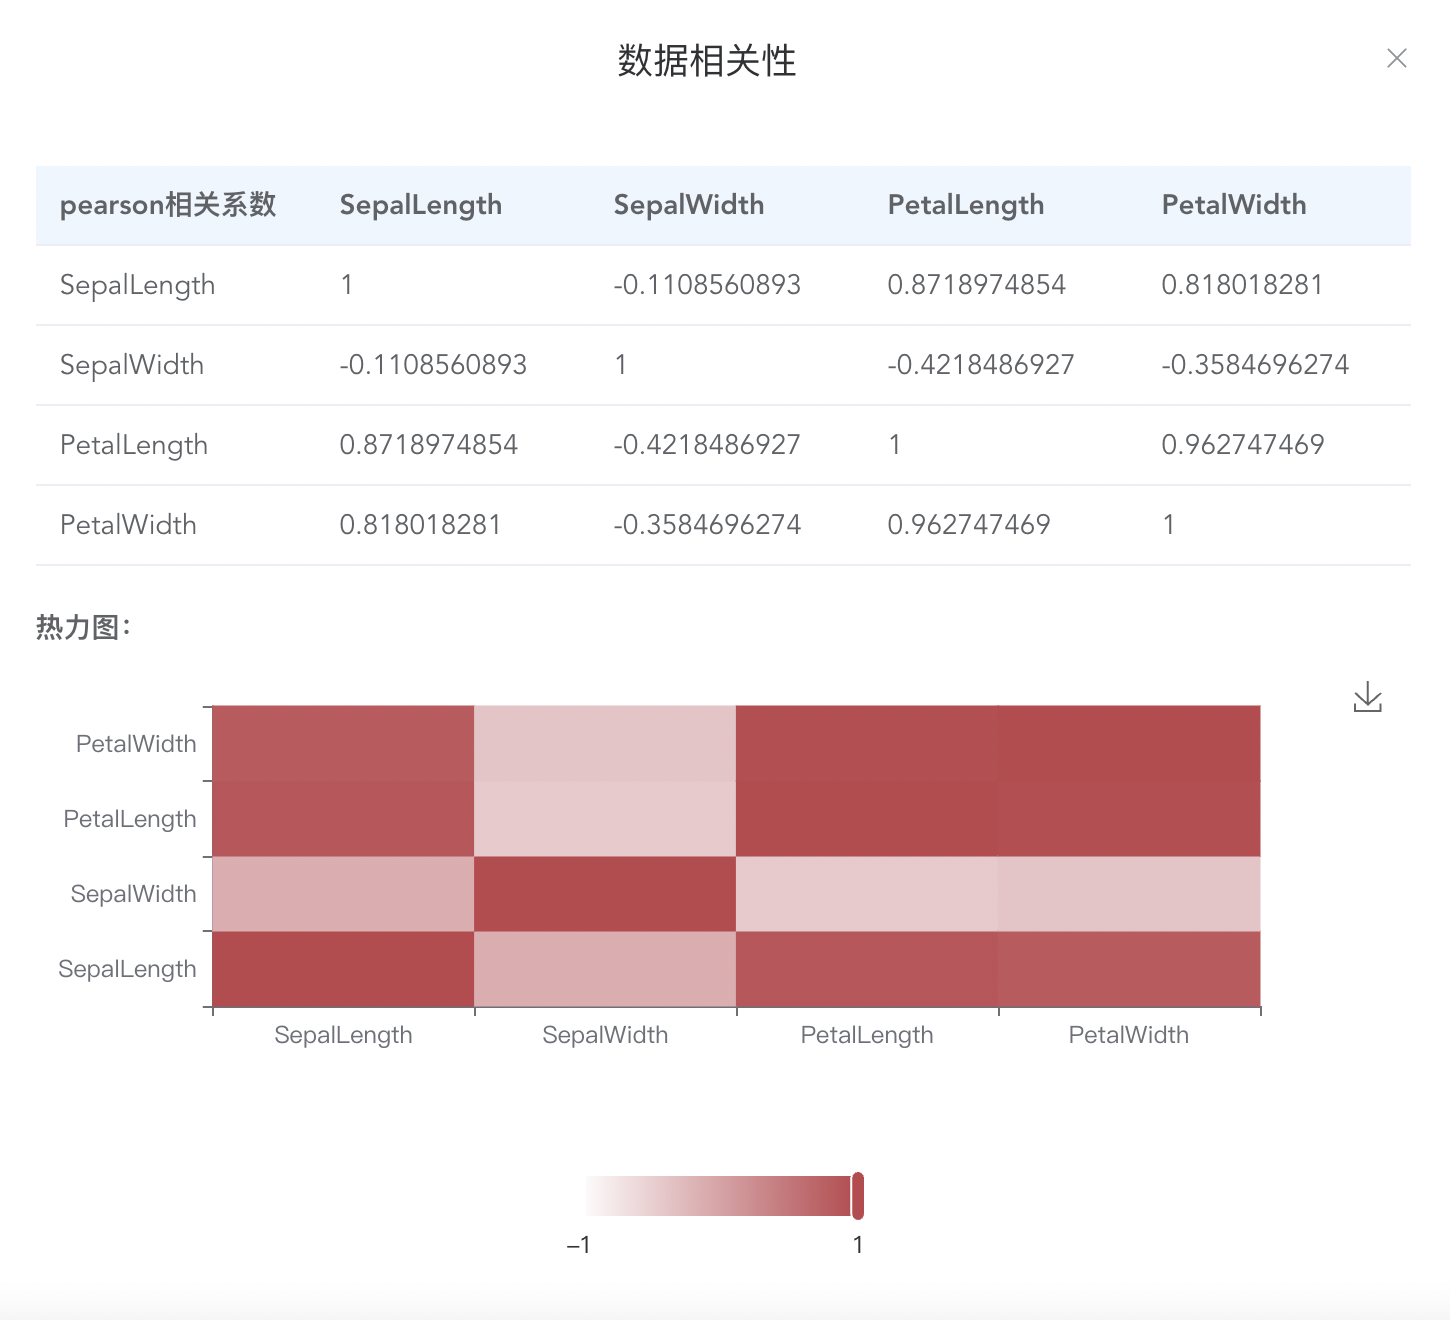 数据相关性
pearson相关系数 SepalLength SepalWidth PetalLength PetalWidth
SepalLength 1 -0.1108560893 0.8718974854 0.818018281
SepalWidth -0.1108560893 1 -0.4218486927 -0.3584696274
PetalLength 0.8718974854 -0.4218486927 1 0.962747469
PetalWidth 0.818018281 -0.3584696274 0.962747469 1
热力图：
PetalWidth
PetalLength
SepalWidth
SepalLength
SepalLength SepalWidth PetalLength PetalWidth
−1 1